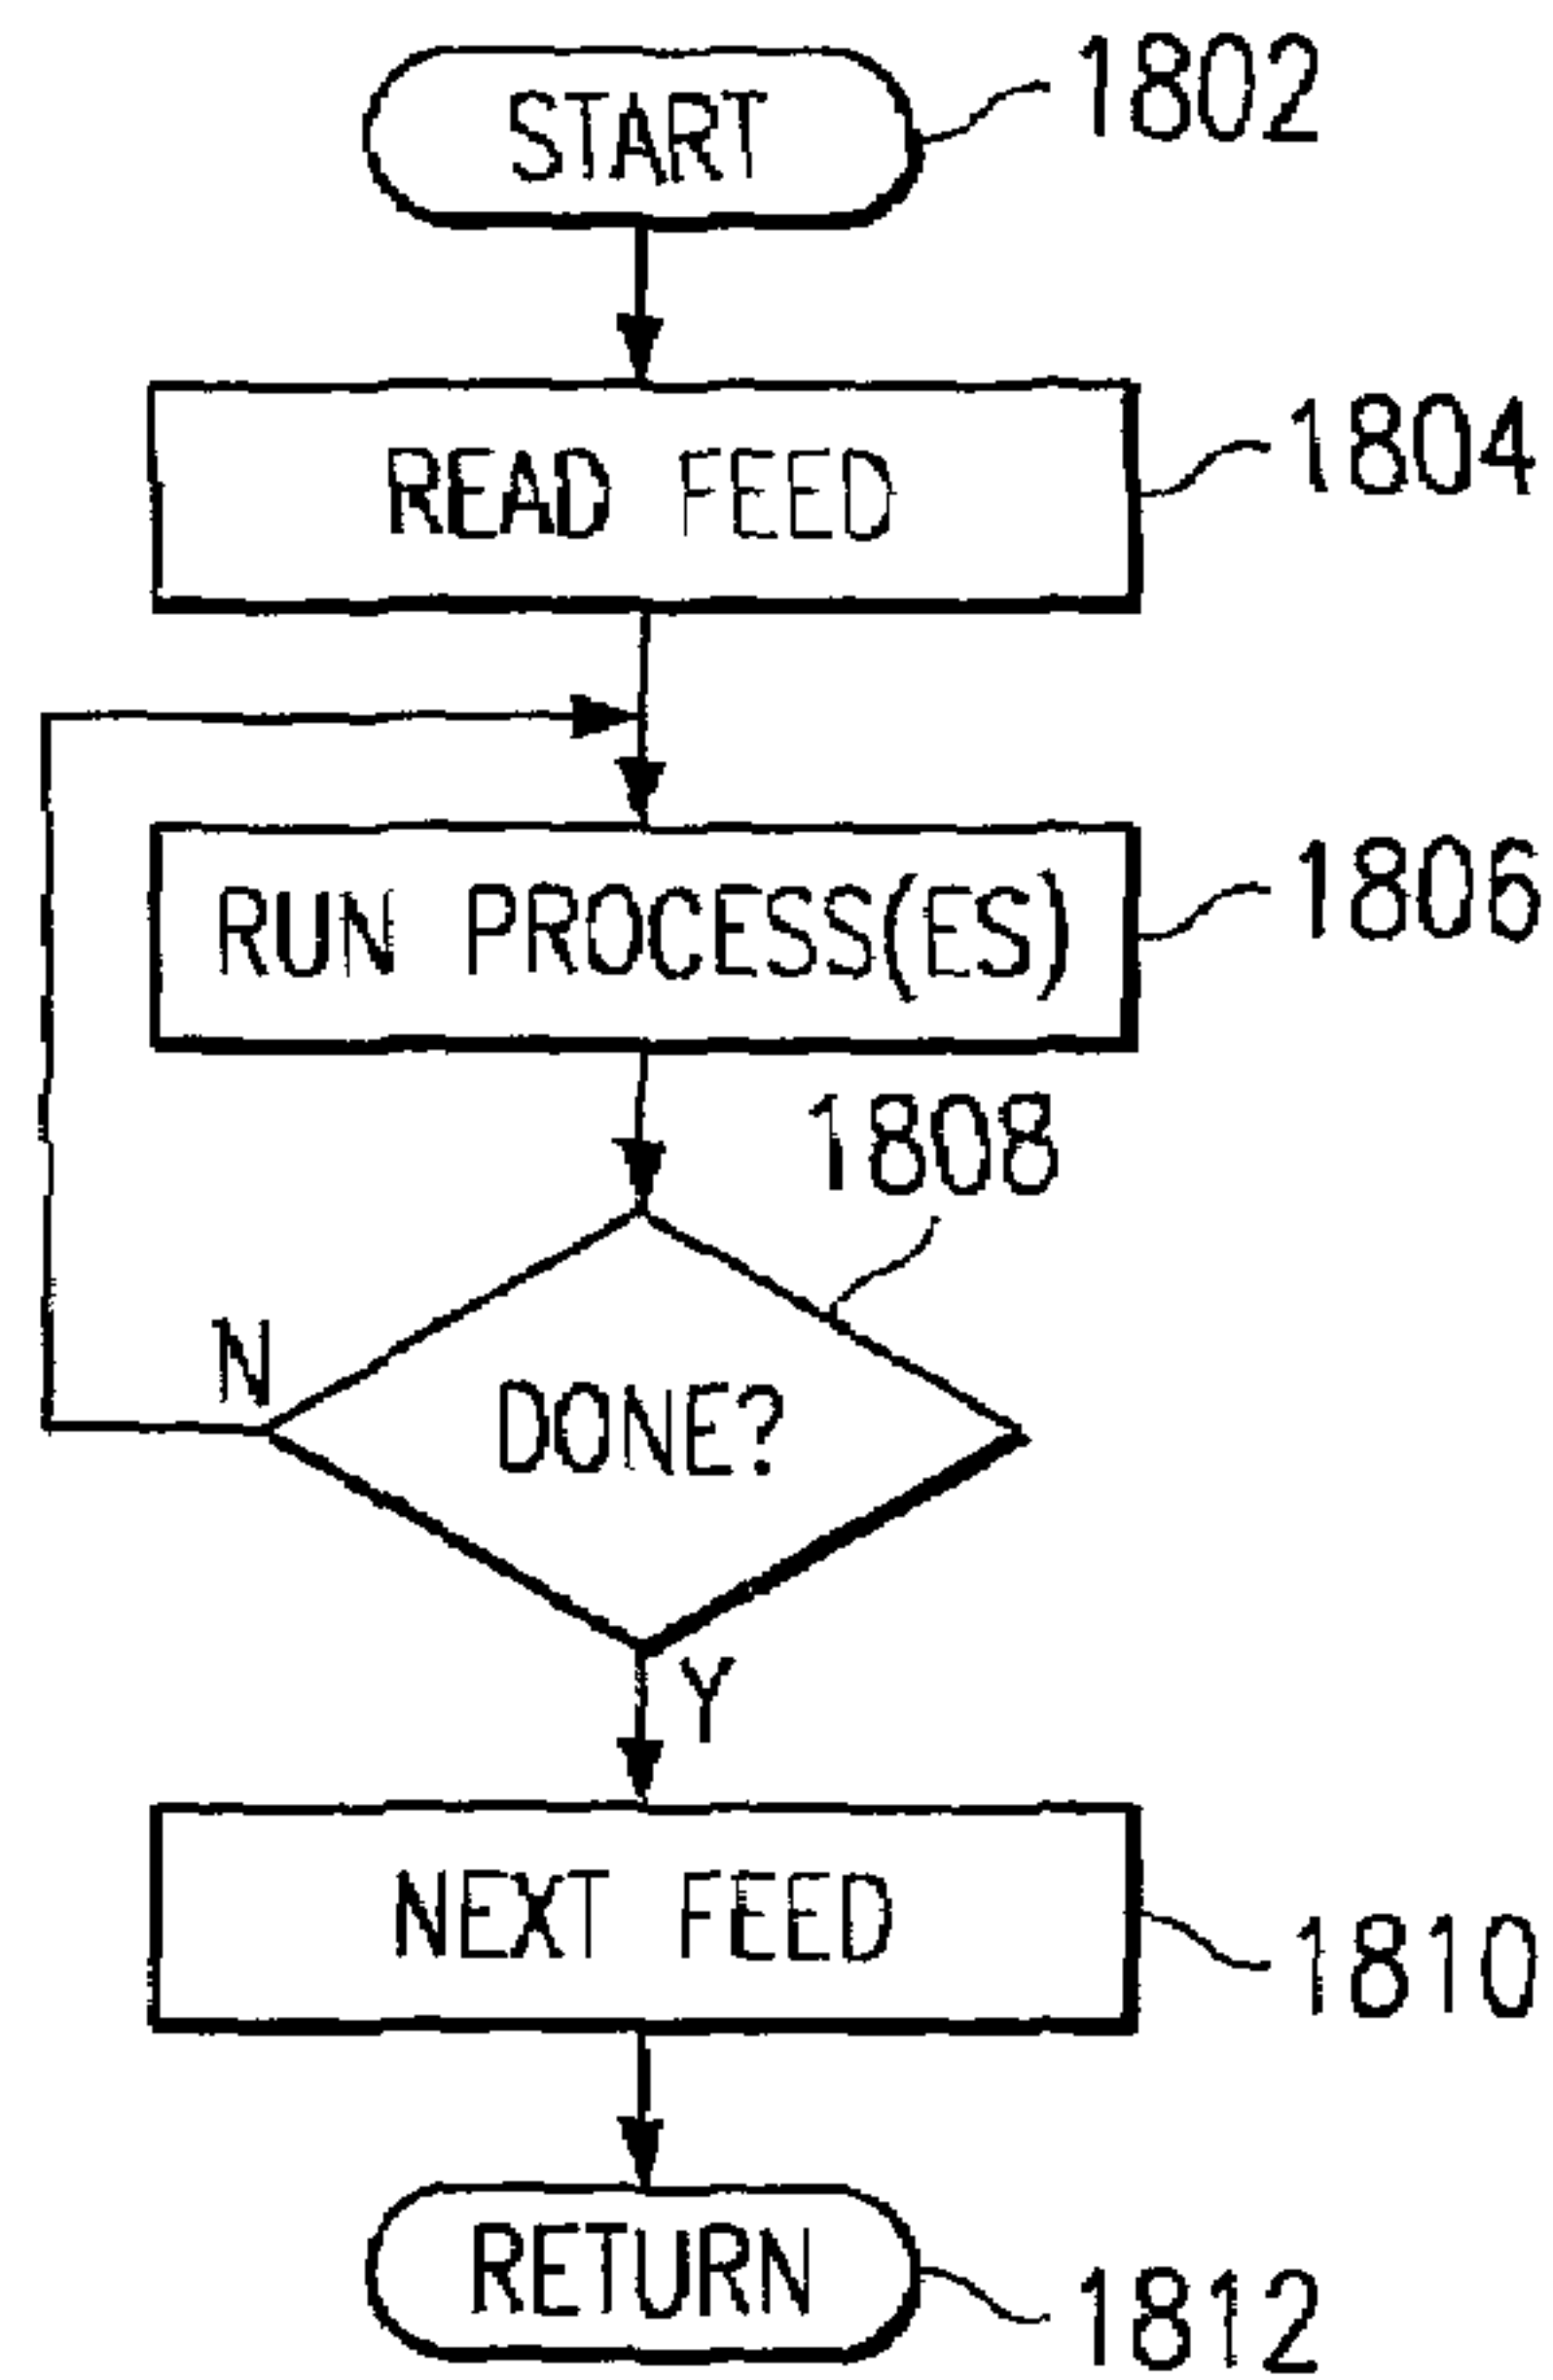 START
1802
READ FEED
1804
RUN PROCESS(ES)
1806
1808
N
DONE?
Y
NEXT FEED
1810
RETURN
1812